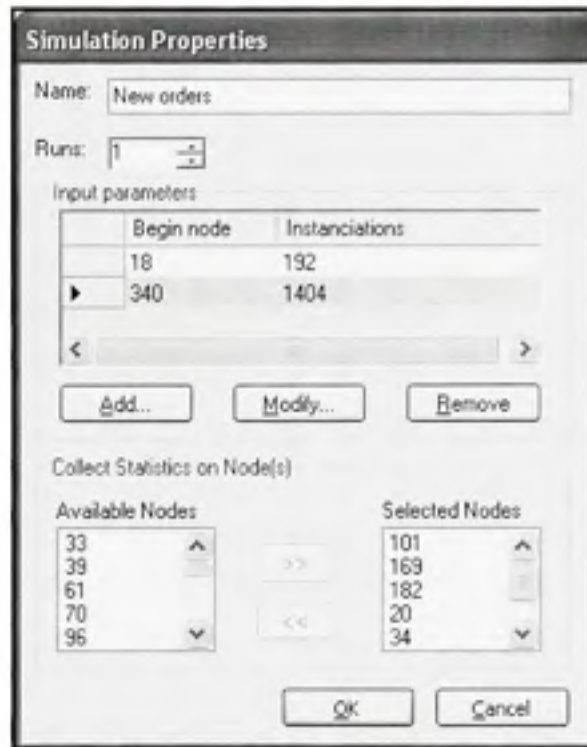 Simulation Properties
Name: New orders
Runs: 1
Input parameters
Begin node Instanciations
18 192
340 1404
Add... Modify... Remove
Collect Statistics on Node(s)
Available Nodes Selected Nodes
33 101
39 169
61 182
70 20
96 34
>>
<<
OK Cancel